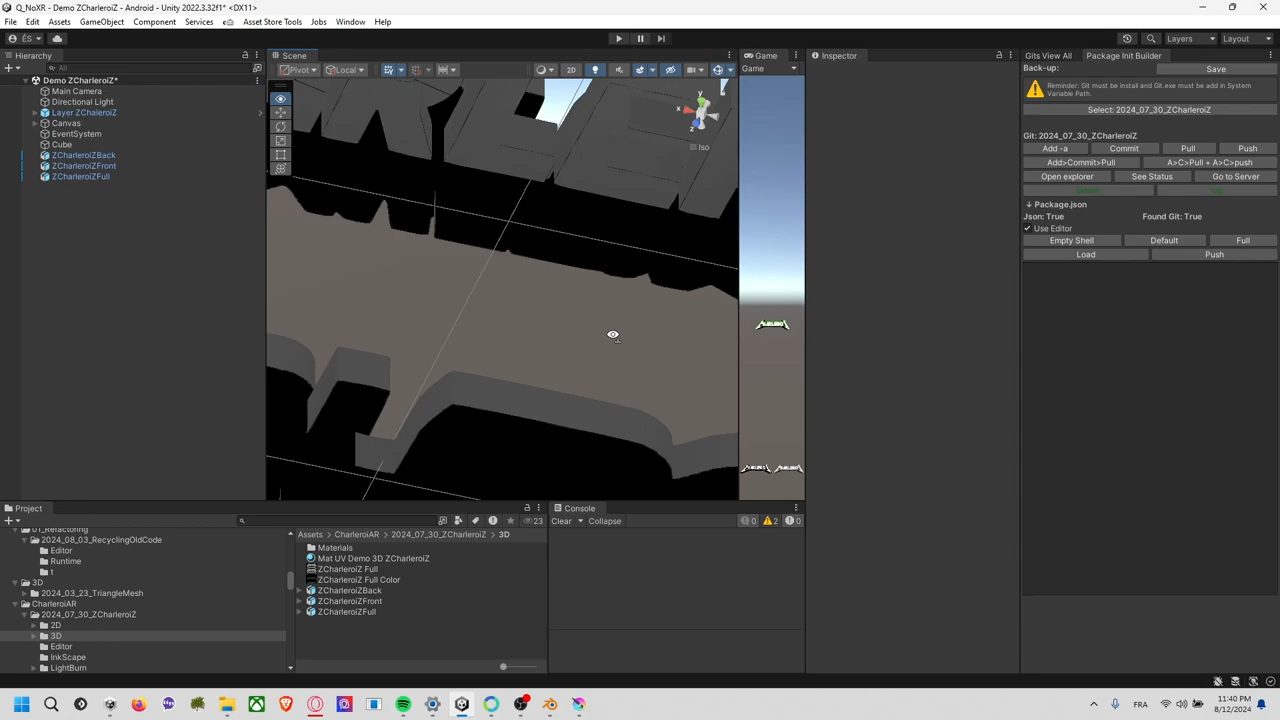 Q_NoXR - Demo ZCharleroiZ - Android - Unity 2022.3.32f1* <DX11>
File Edit Assets GameObject Component Services Asset Store Tools Jobs Window Help
ÉS
Layers Layout
Hierarchy
All
Demo ZCharleroiZ*
Main Camera
Directional Light
Layer ZChaleroiZ
Canvas
EventSystem
Cube
ZCharleroiZBack
ZCharleroiZFront
ZCharleroiZFull
Scene
Pivot Local 2D
y
x
z
Iso
Game
Game
Inspector
Gits View All Package Init Builder
Back-up: Save
Reminder: Git must be install and Git.exe must be add in System
Variable Path.
Select: 2024_07_30_ZCharleroiZ
Git: 2024_07_30_ZCharleroiZ
Add -a Commit Pull Push
Add>Commit>Pull A>C>Pull + A>C>push
Open explorer See Status Go to Server
Down Up
↓ Package.json
Json: True Found Git: True
Use Editor
Empty Shell Default Full
Load Push
Project
23
01_Refactoring
2024_08_03_RecyclingOldCode
Editor
Runtime
t
3D
2024_03_23_TriangleMesh
CharleroiAR
2024_07_30_ZCharleroiZ
2D
3D
Editor
InkScape
LightBurn
Assets > CharleroiAR > 2024_07_30_ZCharleroiZ > 3D
Materials
Mat UV Demo 3D ZCharleroiZ
ZCharleroiZ Full
ZCharleroiZ Full Color
ZCharleroiZBack
ZCharleroiZFront
ZCharleroiZFull
Console
Clear Collapse 0 2 0
FRA
11:40 PM
8/12/2024